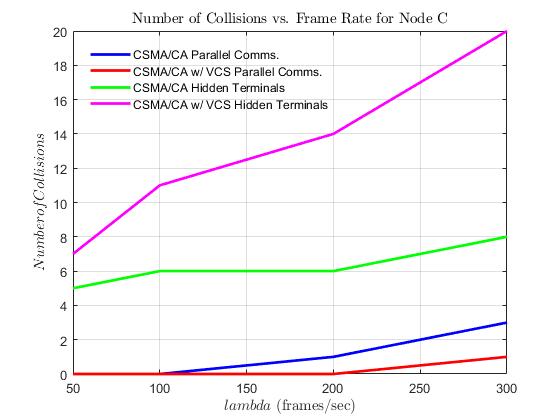 Number of Collisions vs. Frame Rate for Node C
20
18
16
14
12
10
8
6
4
2
0
NumberofCollisions
CSMA/CA Parallel Comms.
CSMA/CA w/ VCS Parallel Comms.
CSMA/CA Hidden Terminals
CSMA/CA w/ VCS Hidden Terminals
50 100 150 200 250 300
lambda (frames/sec)